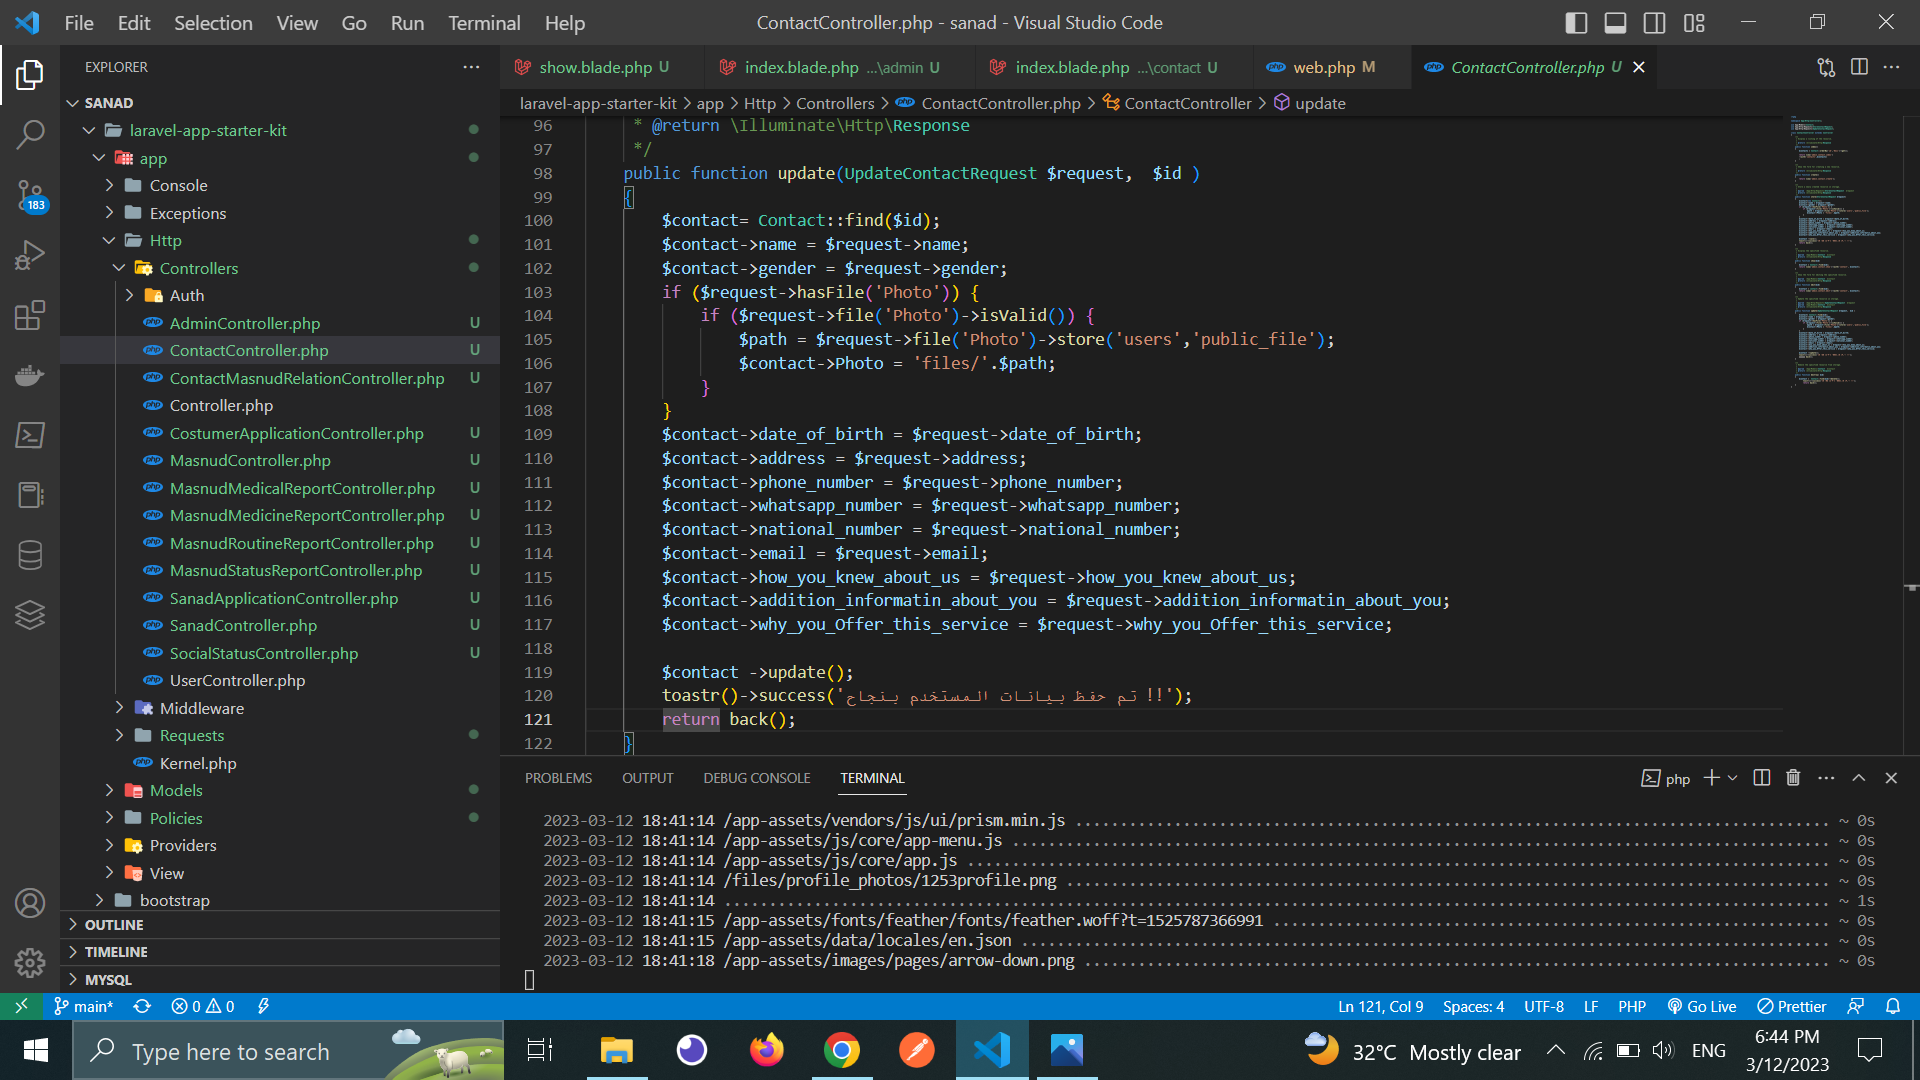 File Edit Selection View Go Run Terminal Help
ContactController.php - sanad - Visual Studio Code
EXPLORER
SANAD
laravel-app-starter-kit
app
Console
Exceptions
Http
Controllers
Auth
AdminController.php U
ContactController.php U
ContactMasnudRelationController.php U
Controller.php
CostumerApplicationController.php U
MasnudController.php U
MasnudMedicalReportController.php U
MasnudMedicineReportController.php U
MasnudRoutineReportController.php U
MasnudStatusReportController.php U
SanadApplicationController.php U
SanadController.php U
SocialStatusController.php U
UserController.php
Middleware
Requests
Kernel.php
Models
Policies
Providers
View
bootstrap
OUTLINE
TIMELINE
MYSQL
183
show.blade.php U
index.blade.php ...\admin U
index.blade.php ...\contact U
web.php M
ContactController.php U
laravel-app-starter-kit > app > Http > Controllers > ContactController.php > ContactController > update
96 * @return \Illuminate\Http\Response
97 */
98 public function update(UpdateContactRequest $request, $id )
99 {
100 $contact= Contact::find($id);
101 $contact->name = $request->name;
102 $contact->gender = $request->gender;
103 if ($request->hasFile('Photo')) {
104 if ($request->file('Photo')->isValid()) {
105 $path = $request->file('Photo')->store('users','public_file');
106 $contact->Photo = 'files/'.$path;
107 }
108 }
109 $contact->date_of_birth = $request->date_of_birth;
110 $contact->address = $request->address;
111 $contact->phone_number = $request->phone_number;
112 $contact->whatsapp_number = $request->whatsapp_number;
113 $contact->national_number = $request->national_number;
114 $contact->email = $request->email;
115 $contact->how_you_knew_about_us = $request->how_you_knew_about_us;
116 $contact->addition_informatin_about_you = $request->addition_informatin_about_you;
117 $contact->why_you_Offer_this_service = $request->why_you_Offer_this_service;
118
119 $contact ->update();
120 toastr()->success('تم حفظ بيانات المستخدم بنجاح !!');
121 return back();
122 }
PROBLEMS OUTPUT DEBUG CONSOLE TERMINAL
php
2023-03-12 18:41:14 /app-assets/vendors/js/ui/prism.min.js ~ 0s
2023-03-12 18:41:14 /app-assets/js/core/app-menu.js ~ 0s
2023-03-12 18:41:14 /app-assets/js/core/app.js ~ 0s
2023-03-12 18:41:14 /files/profile_photos/1253profile.png ~ 0s
2023-03-12 18:41:14 ~ 1s
2023-03-12 18:41:15 /app-assets/fonts/feather/fonts/feather.woff?t=1525787366991 ~ 0s
2023-03-12 18:41:15 /app-assets/data/locales/en.json ~ 0s
2023-03-12 18:41:18 /app-assets/images/pages/arrow-down.png ~ 0s
main* 0 0
Ln 121, Col 9 Spaces: 4 UTF-8 LF PHP Go Live Prettier
Type here to search
32°C Mostly clear
ENG
6:44 PM
3/12/2023